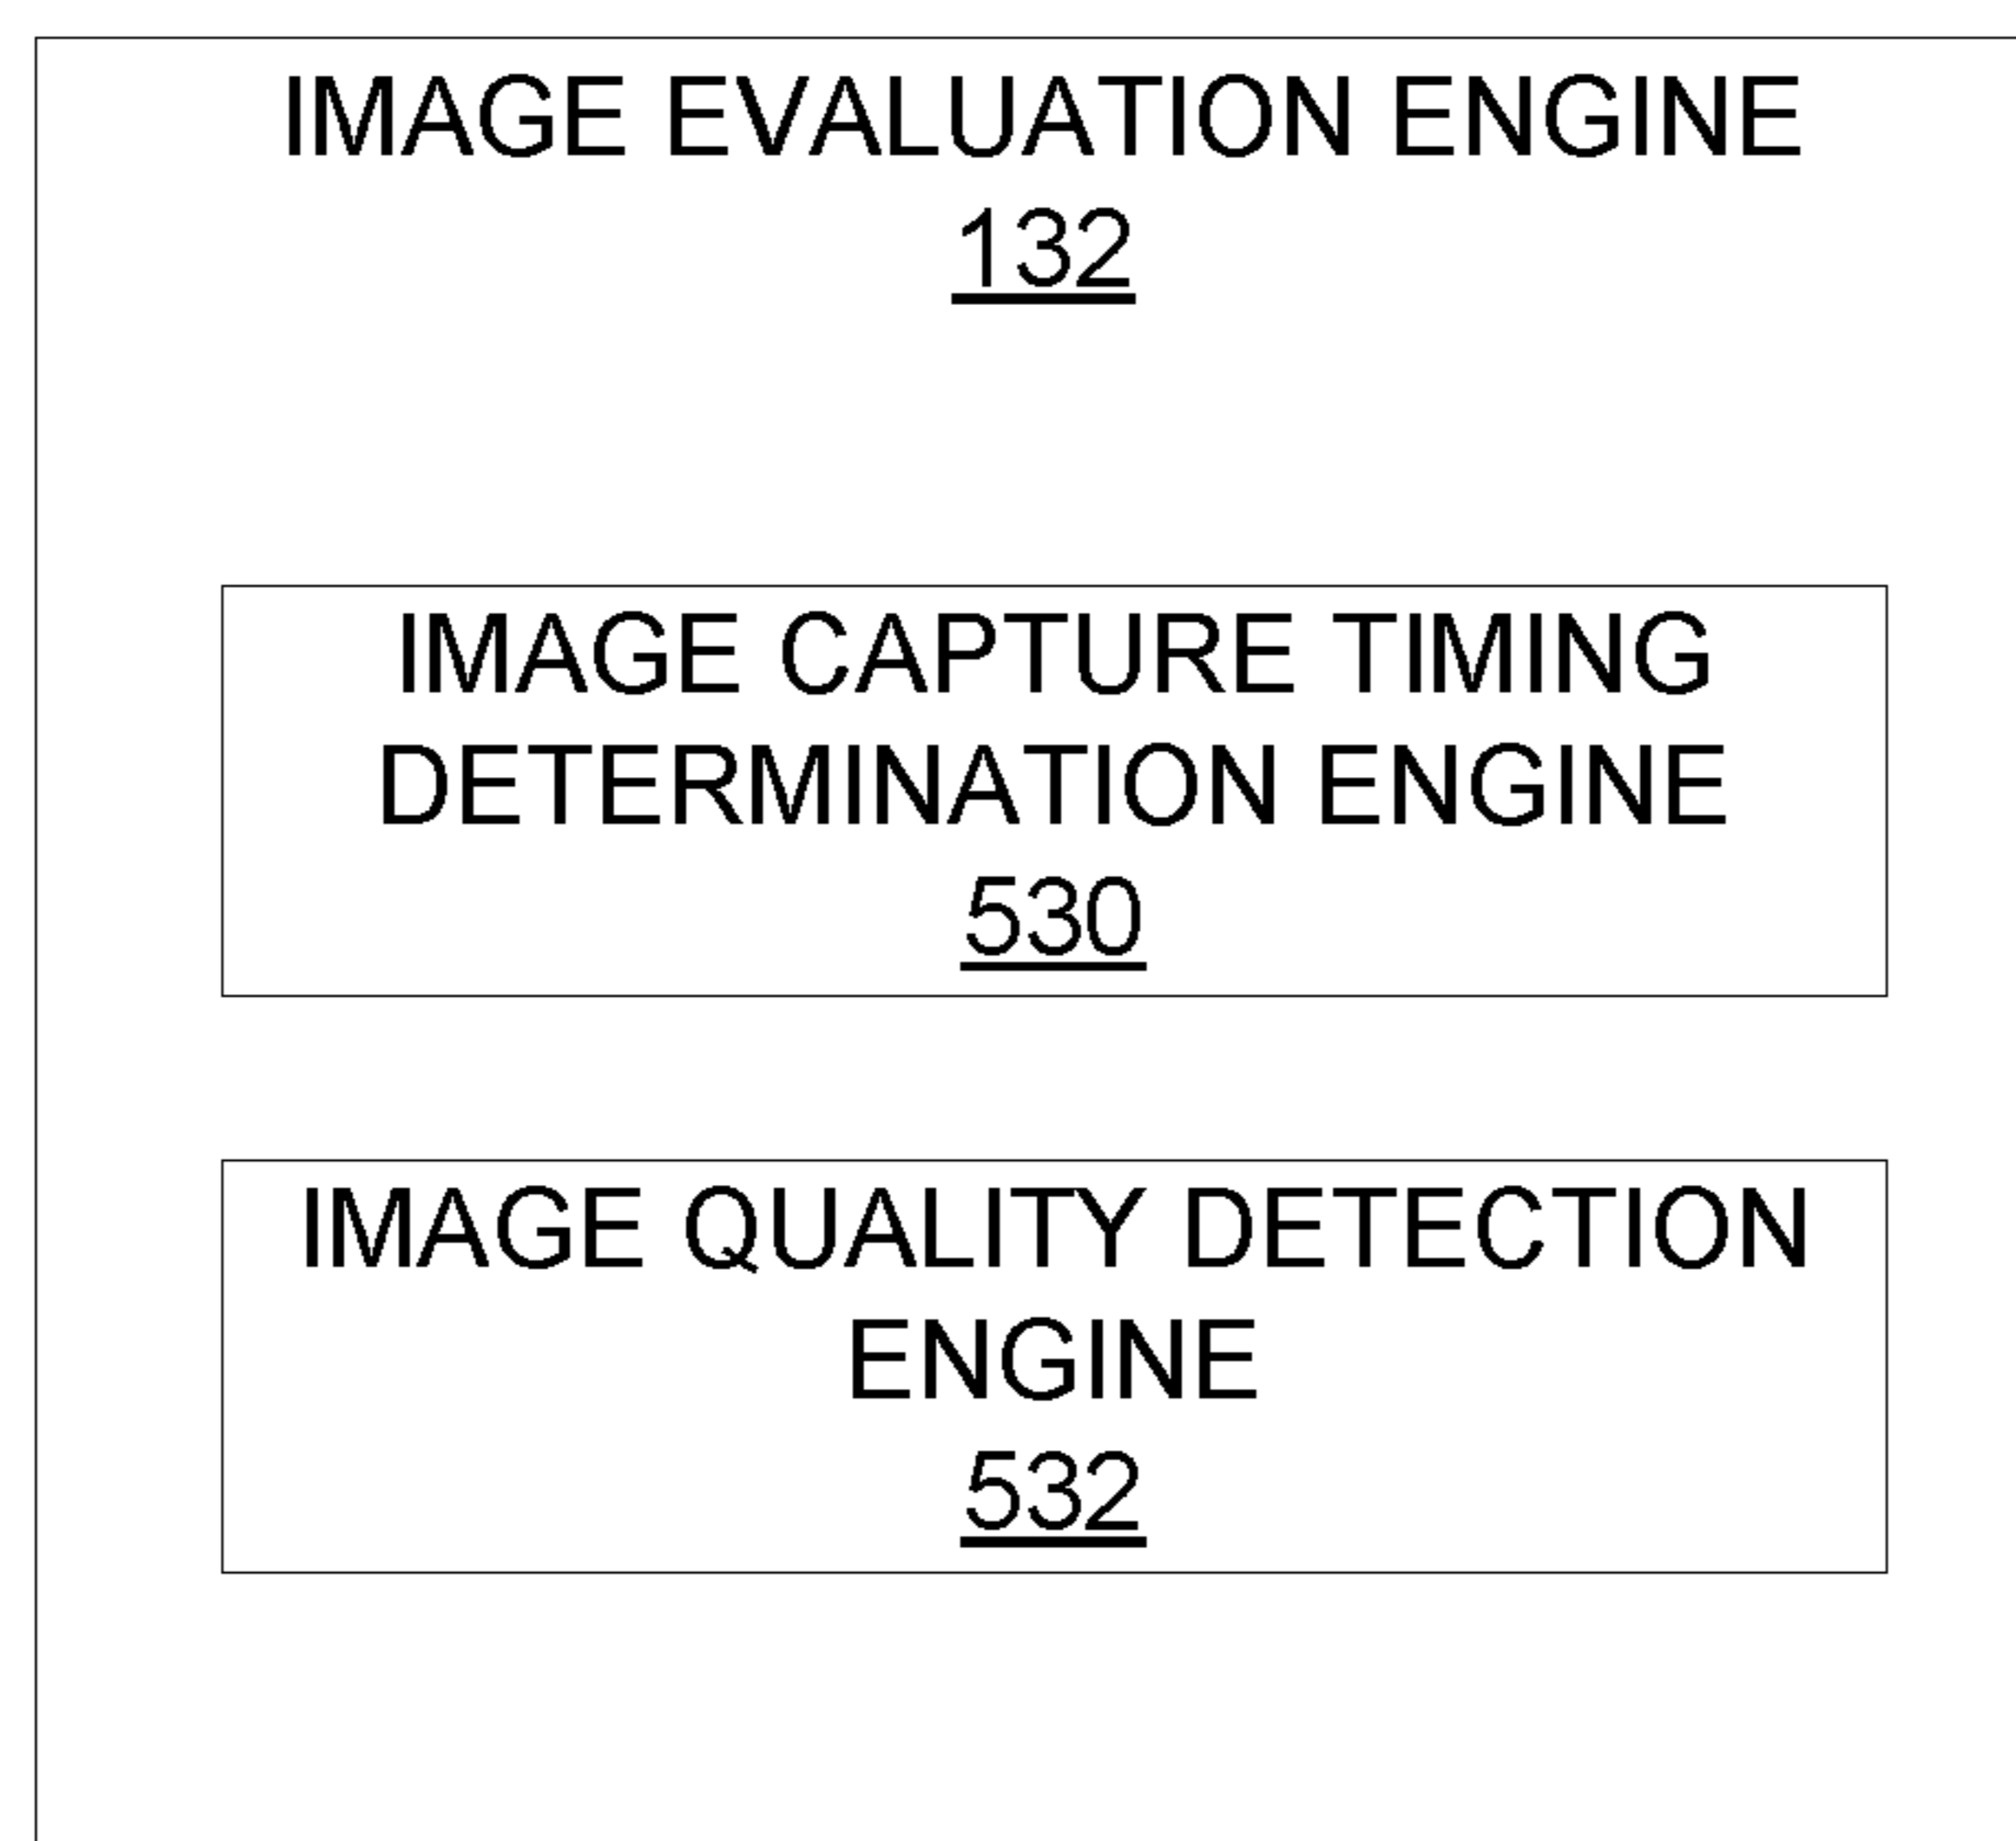 IMAGE EVALUATION ENGINE
132
IMAGE CAPTURE TIMING
DETERMINATION ENGINE
530
IMAGE QUALITY DETECTION
ENGINE
532